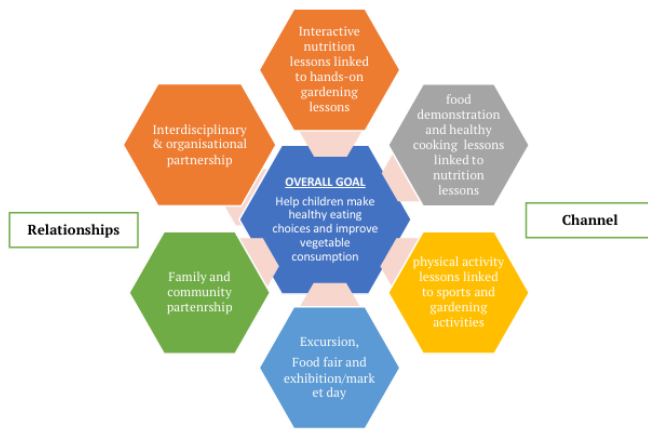 Interactive
nutrition
lessons linked
to hands-on
gardening
lessons
food
demonstration
and healthy
cooking lessons
linked to
nutrition
lessons
Interdisciplinary
& organisational
partnership
OVERALL GOAL
Help children make
healthy eating
choices and improve
vegetable
consumption
Relationships
Channel
Family and
community
partenrship
physical activity
lessons linked
to sports and
gardening
activities
Excursion,
Food fair and
exhibition/mark
et day